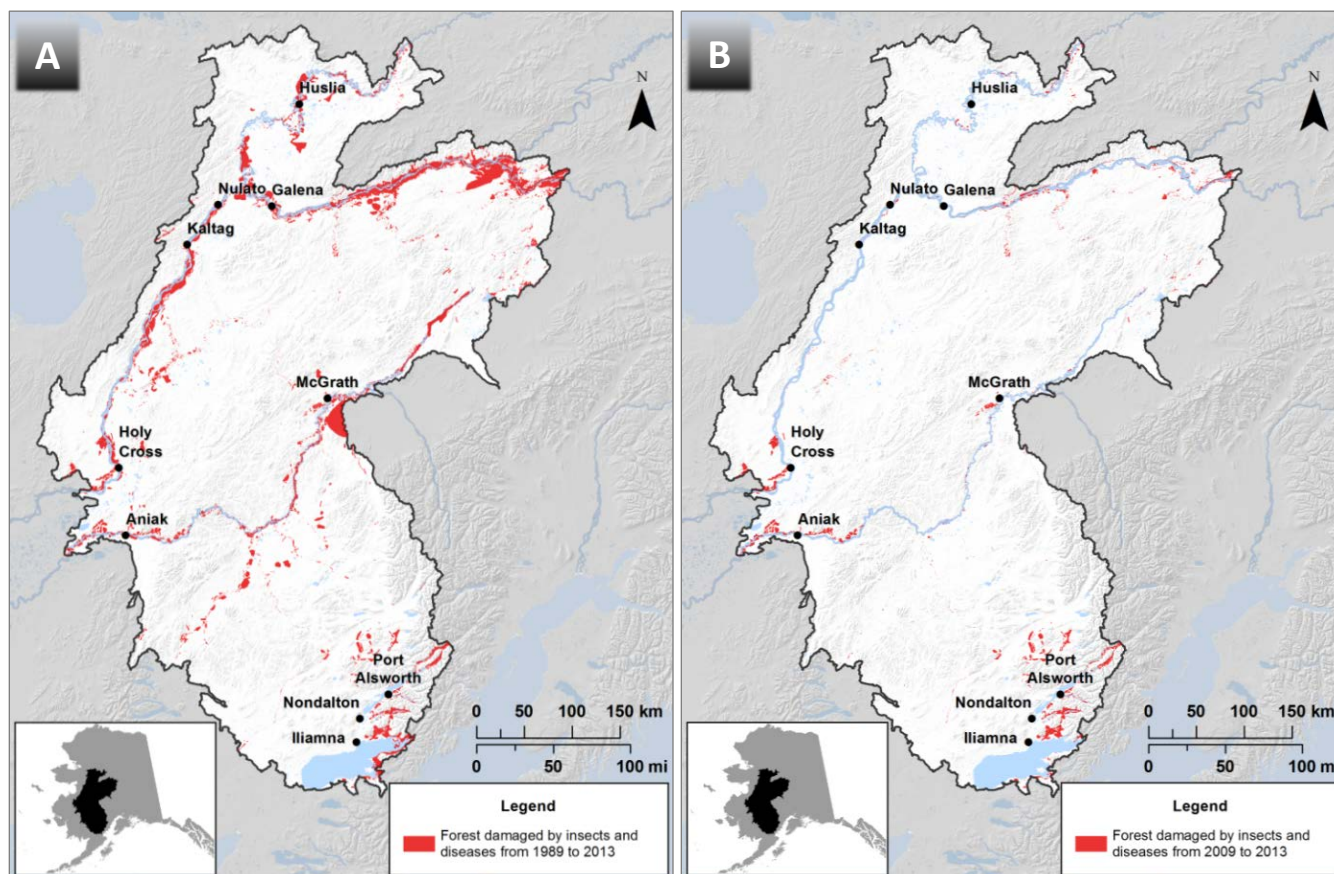 A
N
Huslia
Nulato
Galena
Kaltag
McGrath
Holy
Cross
Aniak
Port
Alsworth
Nondalton
Iliamna
0 50 100 150 km
0 50 100 mi
Legend
Forest damaged by insects and
diseases from 1989 to 2013
B
N
Huslia
Nulato
Galena
Kaltag
McGrath
Holy
Cross
Aniak
Port
Alsworth
Nondalton
Iliamna
0 50 100 150 km
0 50 100 mi
Legend
Forest damaged by insects and
diseases from 2009 to 2013